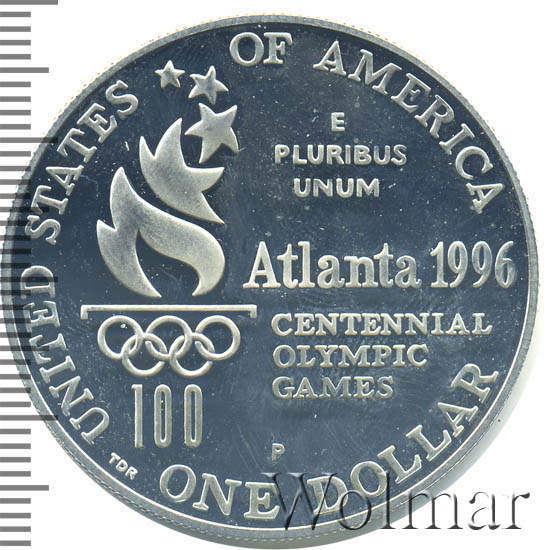 UNITED STATES OF AMERICA
E
PLURIBUS
UNUM
Atlanta 1996
CENTENNIAL
OLYMPIC
GAMES
100
P
TDR
ONE DOLLAR
Wolmar